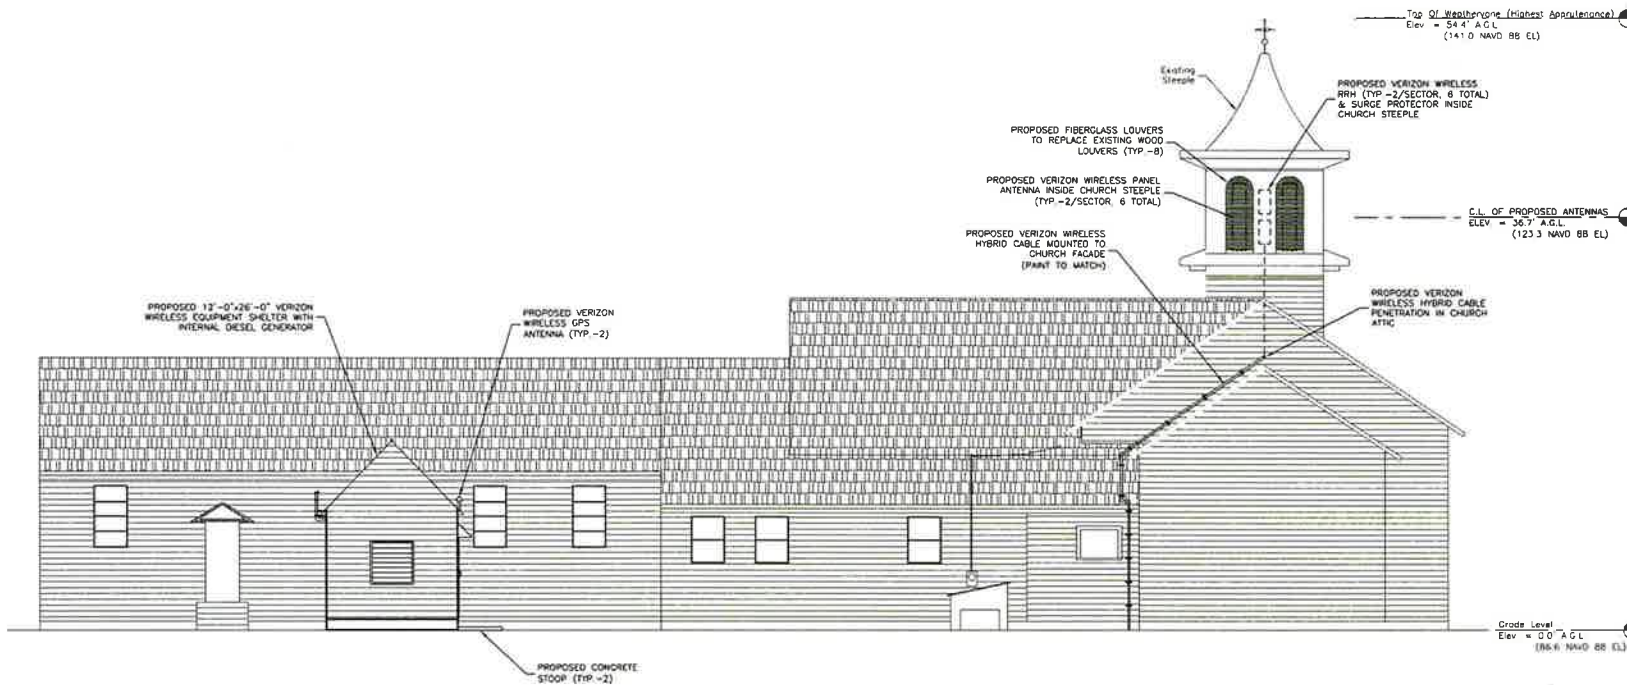 Top Of Weathervane (Highest Appurtenance)
Elev = 54.4' A.G.L
(141.0 NAVD 88 EL)
Existing
Steeple
PROPOSED VERIZON WIRELESS
RRH (TYP.-2/SECTOR, 6 TOTAL)
& SURGE PROTECTOR INSIDE
CHURCH STEEPLE
PROPOSED FIBERGLASS LOUVERS
TO REPLACE EXISTING WOOD
LOUVERS (TYP.-8)
PROPOSED VERIZON WIRELESS PANEL
ANTENNA INSIDE CHURCH STEEPLE
(TYP.-2/SECTOR, 6 TOTAL)
C.L. OF PROPOSED ANTENNAS
ELEV. = 36.7' A.G.L.
(123.3 NAVD 88 EL)
PROPOSED VERIZON WIRELESS
HYBRID CABLE MOUNTED TO
CHURCH FACADE
(PAINT TO MATCH)
PROPOSED VERIZON
WIRELESS HYBRID CABLE
PENETRATION IN CHURCH
ATTIC
PROPOSED 12'-0"x26'-0" VERIZON
WIRELESS EQUIPMENT SHELTER WITH
INTERNAL DIESEL GENERATOR
PROPOSED VERIZON
WIRELESS GPS
ANTENNA (TYP.-2)
Grade Level
Elev = 0.0' A.G.L
(86.6 NAVD 88 EL)
PROPOSED CONCRETE
STOOP (TYP.-2)